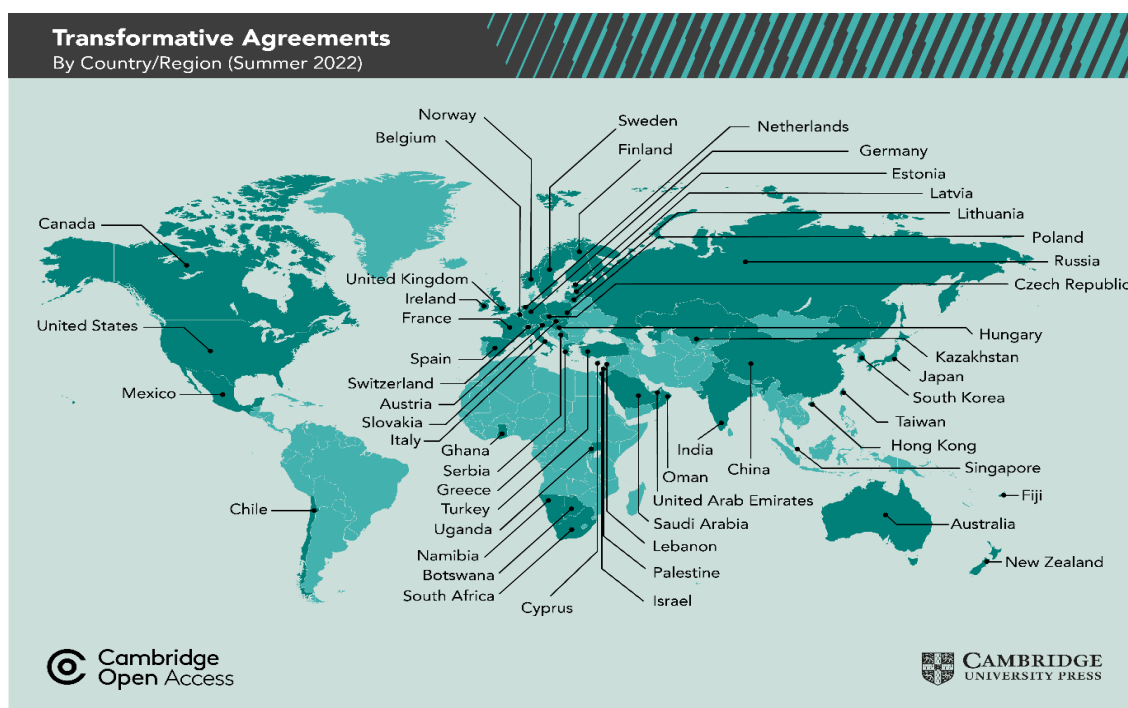 Transformative Agreements
By Country/Region (Summer 2022)
Norway
Belgium
Sweden
Finland
Netherlands
Germany
Estonia
Latvia
Lithuania
Poland
Russia
Czech Republic
Canada
United States
Mexico
Chile
United Kingdom
Ireland
France
Spain
Switzerland
Austria
Slovakia
Italy
Ghana
Serbia
Greece
Turkey
Uganda
Namibia
Botswana
South Africa
Cyprus
Israel
Palestine
Lebanon
Saudi Arabia
United Arab Emirates
Oman
India
China
Hungary
Kazakhstan
Japan
South Korea
Taiwan
Hong Kong
Singapore
Fiji
Australia
New Zealand
Cambridge
Open Access
CAMBRIDGE
UNIVERSITY PRESS